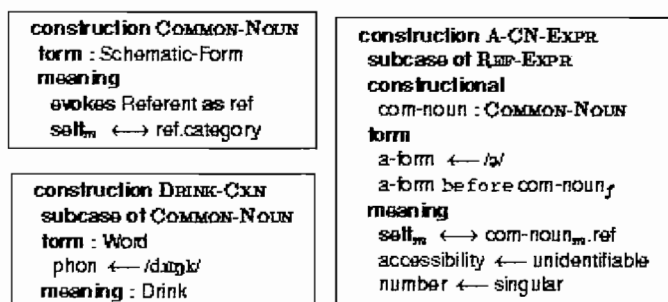 construction COMMON-NOUN
form : Schematic-Form
meaning
evokes Referent as ref
self_m ⟷ ref.category
construction DRINK-CXN
subcase of COMMON-NOUN
form : Word
phon ⟵ /drɪŋk/
meaning : Drink
construction A-CN-EXPR
subcase of REF-EXPR
constructional
com-noun : COMMON-NOUN
form
a-form ⟵ /ə/
a-form before com-noun_f
meaning
self_m ⟷ com-noun_m.ref
accessibility ⟵ unidentifiable
number ⟵ singular